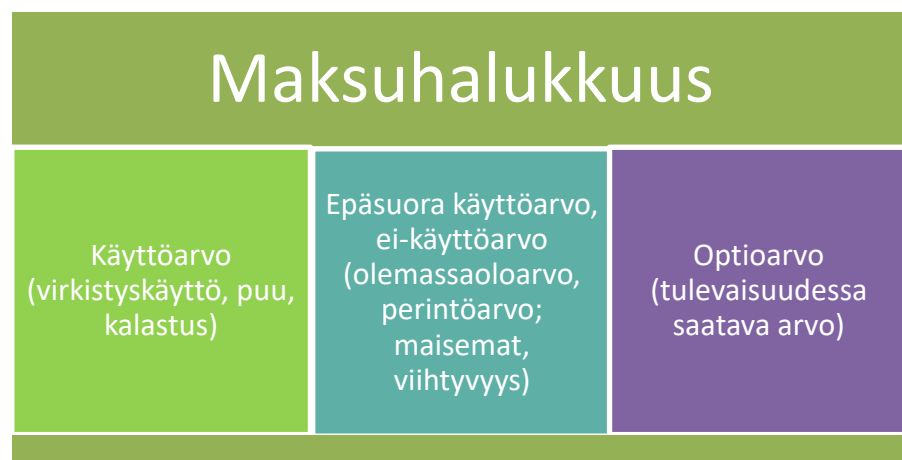 Maksuhalukkuus
Käyttöarvo
(virkistyskäyttö, puu,
kalastus)
Epäsuora käyttöarvo,
ei-käyttöarvo
(olemassaoloarvo,
perintöarvo;
maisemat,
viihtyvyys)
Optioarvo
(tulevaisuudessa
saatava arvo)